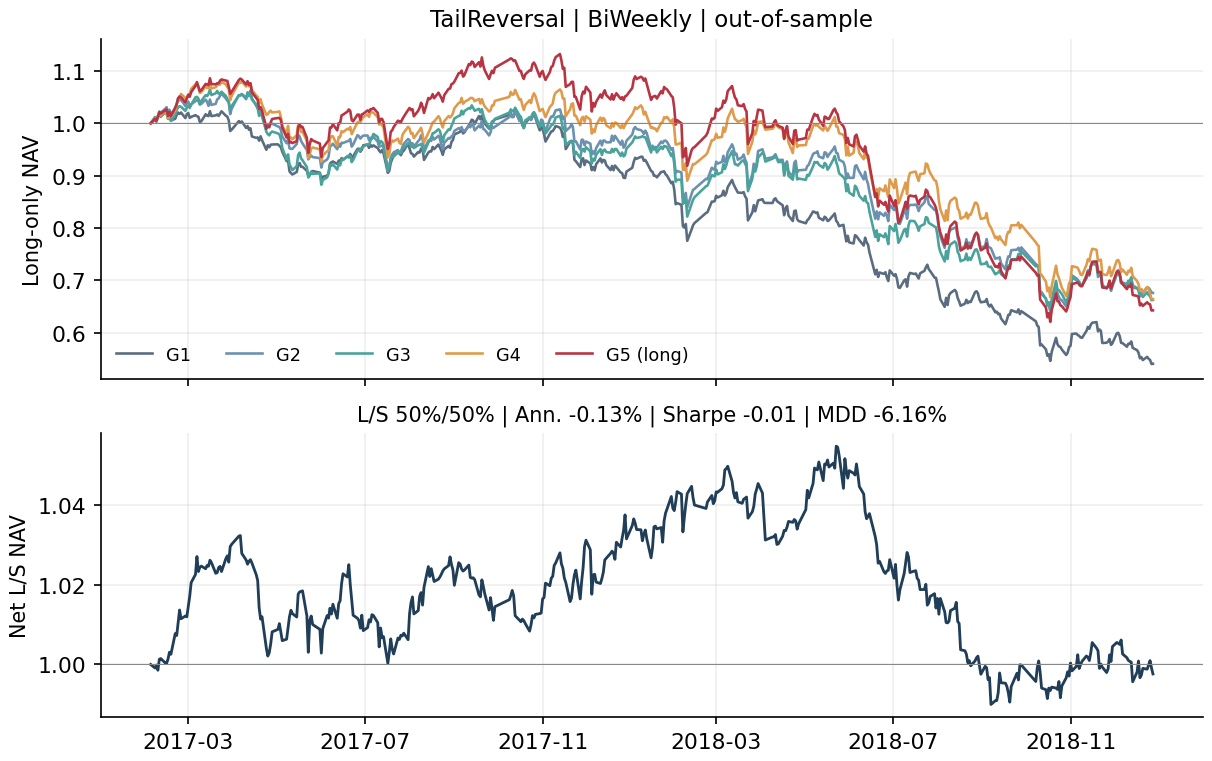 TailReversal | BiWeekly | out-of-sample
Long-only NAV
1.1
1.0
0.9
0.8
0.7
0.6
G1 G2 G3 G4 G5 (long)
L/S 50%/50% | Ann. -0.13% | Sharpe -0.01 | MDD -6.16%
Net L/S NAV
1.04
1.02
1.00
2017-03 2017-07 2017-11 2018-03 2018-07 2018-11